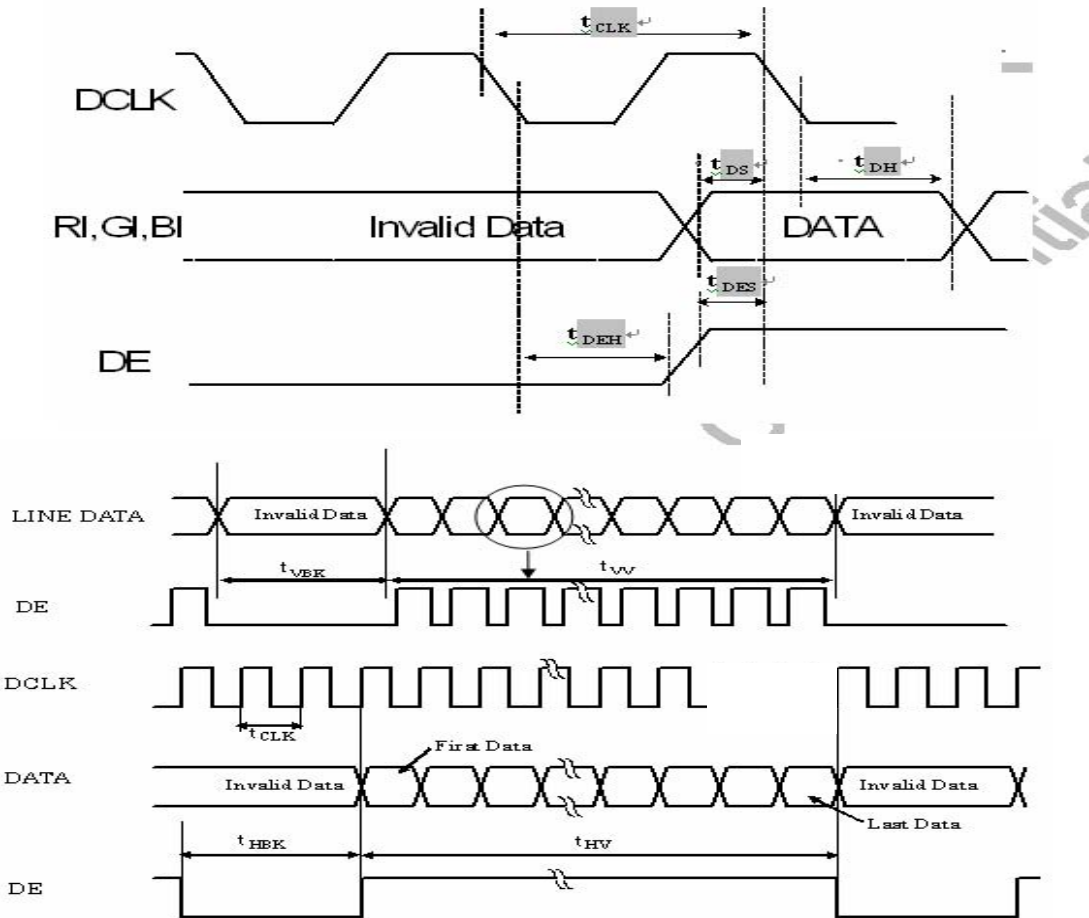 tCLK
DCLK
tDS
tDH
RI,GI,BI
Invalid Data
DATA
tDES
tDEH
DE
LINE DATA
Invalid Data
Invalid Data
tVBK
tVV
DE
DCLK
tCLK
First Data
DATA
Invalid Data
Invalid Data
Last Data
tHBK
tHV
DE